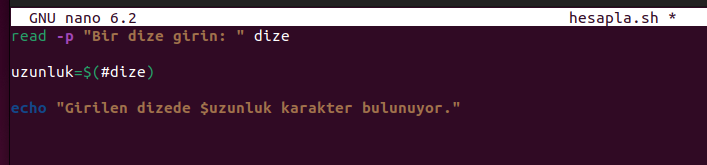 GNU nano 6.2 hesapla.sh *
read -p "Bir dize girin: " dize
uzunluk=$(#dize)
echo "Girilen dizede $uzunluk karakter bulunuyor."